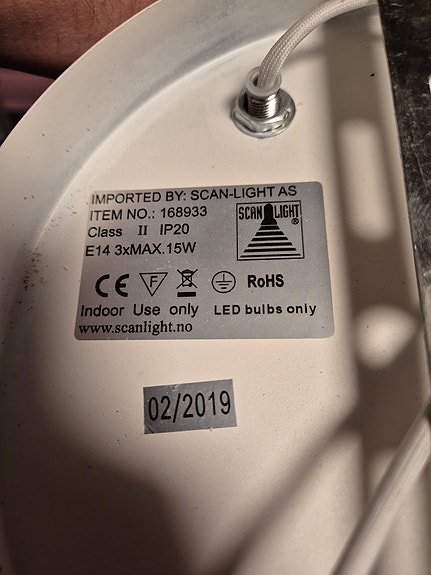 IMPORTED BY: SCAN-LIGHT AS
ITEM NO.: 168933
SCAN LIGHT ®
Class II IP20
E14 3xMAX.15W
CE F RoHS
Indoor Use only LED bulbs only
www.scanlight.no
02/2019